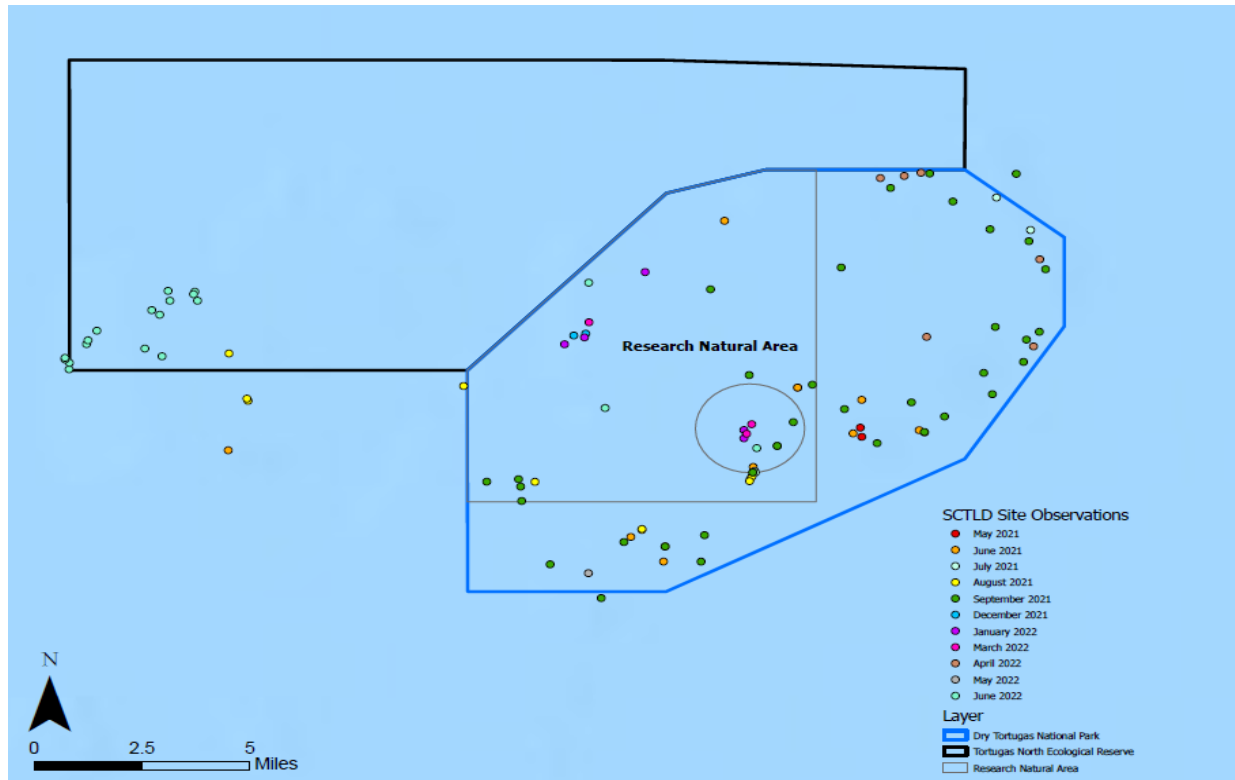 Research Natural Area
SCTLD Site Observations
May 2021
June 2021
July 2021
August 2021
September 2021
December 2021
January 2022
March 2022
April 2022
May 2022
June 2022
Layer
Dry Tortugas National Park
Tortugas North Ecological Reserve
Research Natural Area
N
0 2.5 5
Miles